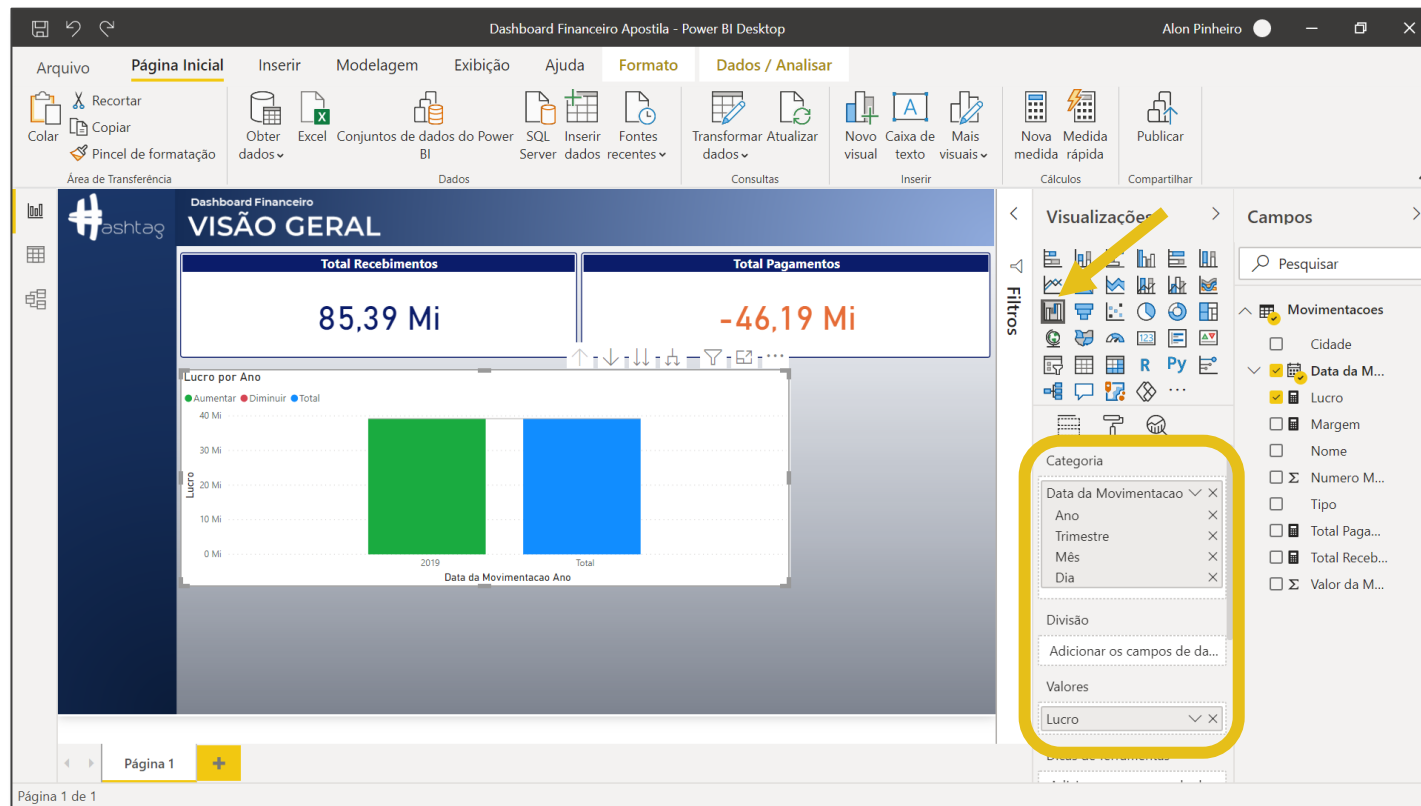 Dashboard Financeiro Apostila - Power BI Desktop
Alon Pinheiro
Arquivo Página Inicial Inserir Modelagem Exibição Ajuda Formato Dados / Analisar
Colar
Recortar
Copiar
Pincel de formatação
Área de Transferência
Obter dados
Excel
Conjuntos de dados do Power BI
SQL Server
Inserir dados
Fontes recentes
Dados
Transformar dados
Atualizar
Consultas
Novo visual
Caixa de texto
Mais visuais
Inserir
Nova medida
Medida rápida
Cálculos
Publicar
Compartilhar
Hashtag
Dashboard Financeiro
VISÃO GERAL
Total Recebimentos
85,39 Mi
Total Pagamentos
-46,19 Mi
Lucro por Ano
Aumentar Diminuir Total
40 Mi
30 Mi
20 Mi
10 Mi
0 Mi
Lucro
2019 Total
Data da Movimentacao Ano
Filtros
Visualizações
R Py
123
Categoria
Data da Movimentacao
Ano
Trimestre
Mês
Dia
Divisão
Adicionar os campos de da...
Valores
Lucro
Campos
Pesquisar
Movimentacoes
Cidade
Data da M...
Lucro
Margem
Nome
Numero M...
Tipo
Total Paga...
Total Receb...
Valor da M...
Página 1
Página 1 de 1